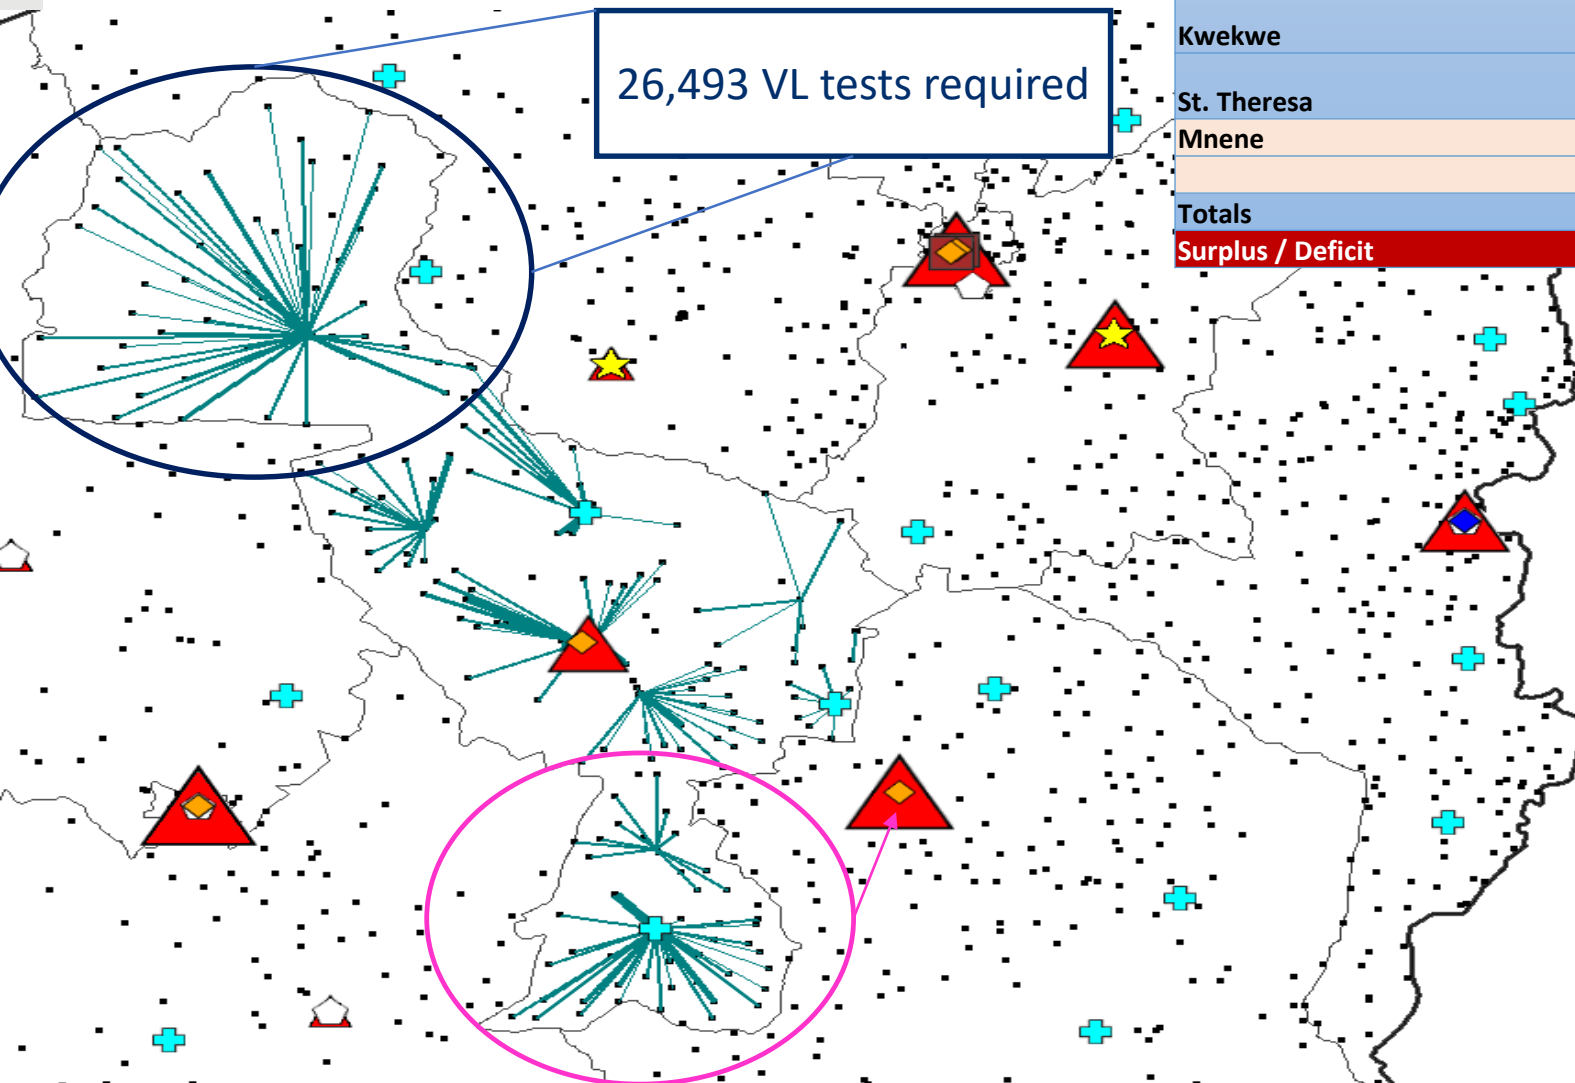 26,493 VL tests required
Kwekwe
St. Theresa
Mnene
Totals
Surplus / Deficit